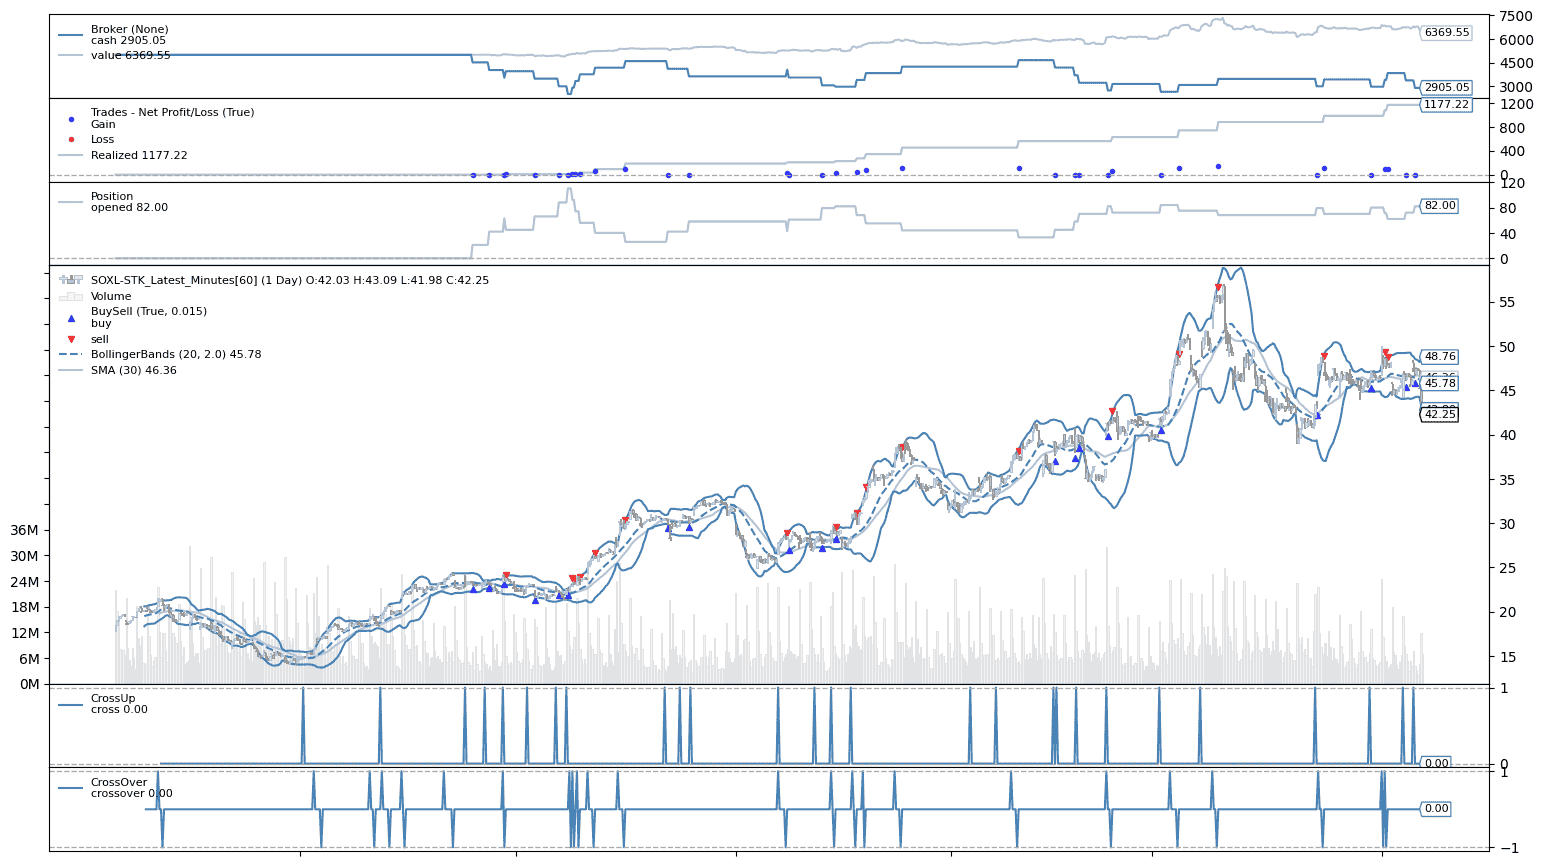 Broker (None)
cash 2905.05
value 6369.55
7500
6000
4500
3000
6369.55
2905.05
Trades - Net Profit/Loss (True)
Gain
Loss
Realized 1177.22
1177.22
1200
800
400
0
Position
opened 82.00
82.00
120
80
40
0
SOXL-STK_Latest_Minutes[60] (1 Day) O:42.03 H:43.09 L:41.98 C:42.25
Volume
BuySell (True, 0.015)
buy
sell
BollingerBands (20, 2.0) 45.78
SMA (30) 46.36
36M
30M
24M
18M
12M
6M
0M
55
50
45
40
35
30
25
20
15
48.76
45.78
42.25
CrossUp
cross 0.00
1
0
0.00
CrossOver
crossover 0.00
1
−1
0.00